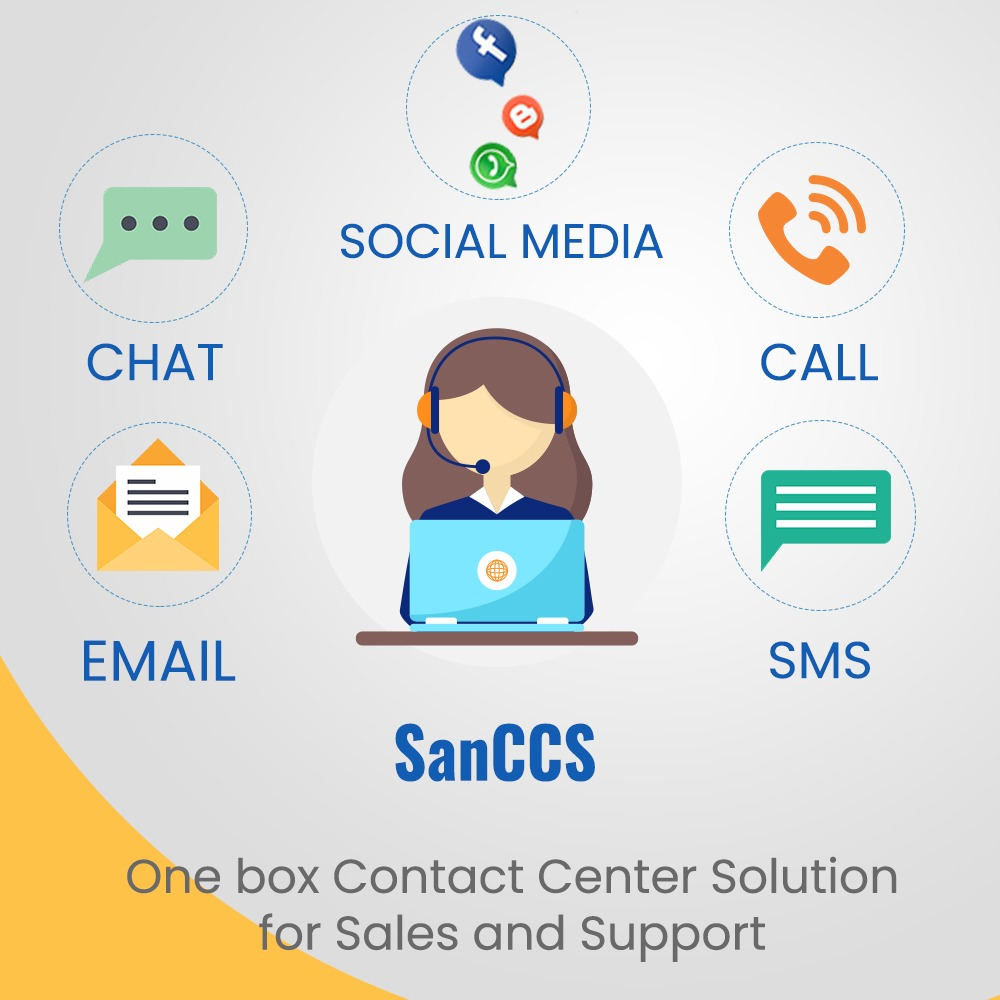 SOCIAL MEDIA
CHAT
CALL
EMAIL
SMS
SanCCS
One box Contact Center Solution
for Sales and Support